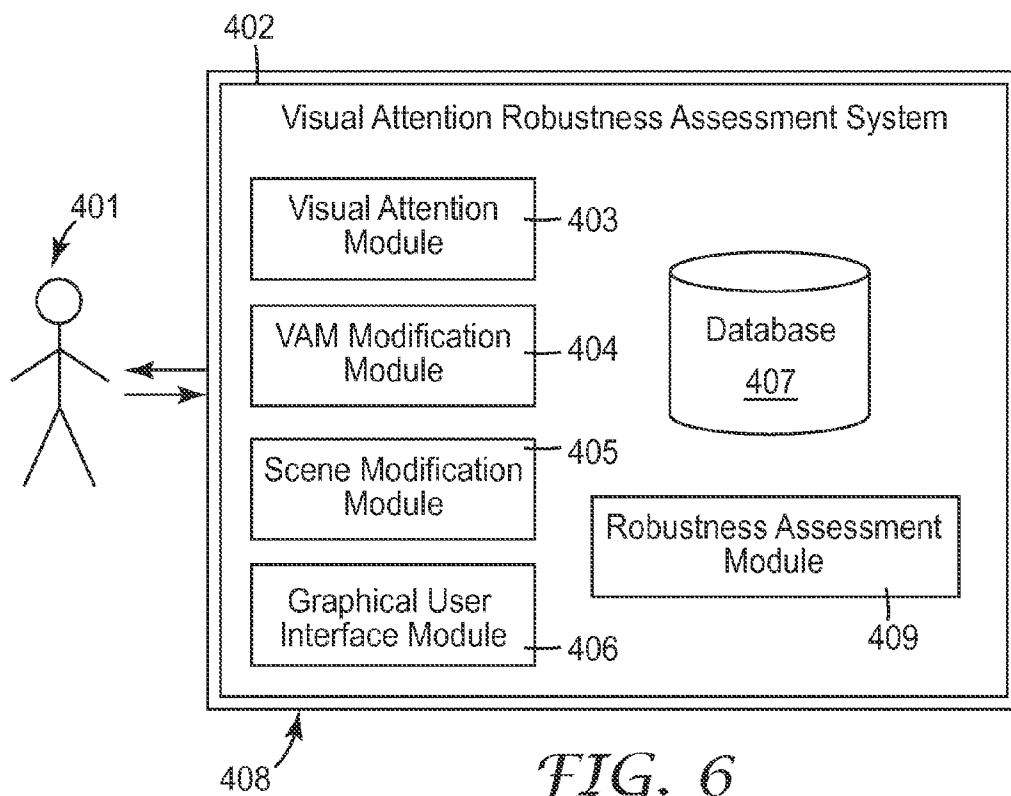 402
Visual Attention Robustness Assessment System
401
Visual Attention
Module
403
VAM Modification
Module
404
Database
407
Scene Modification
Module
405
Robustness Assessment
Module
409
Graphical User
Interface Module
406
408
FIG. 6